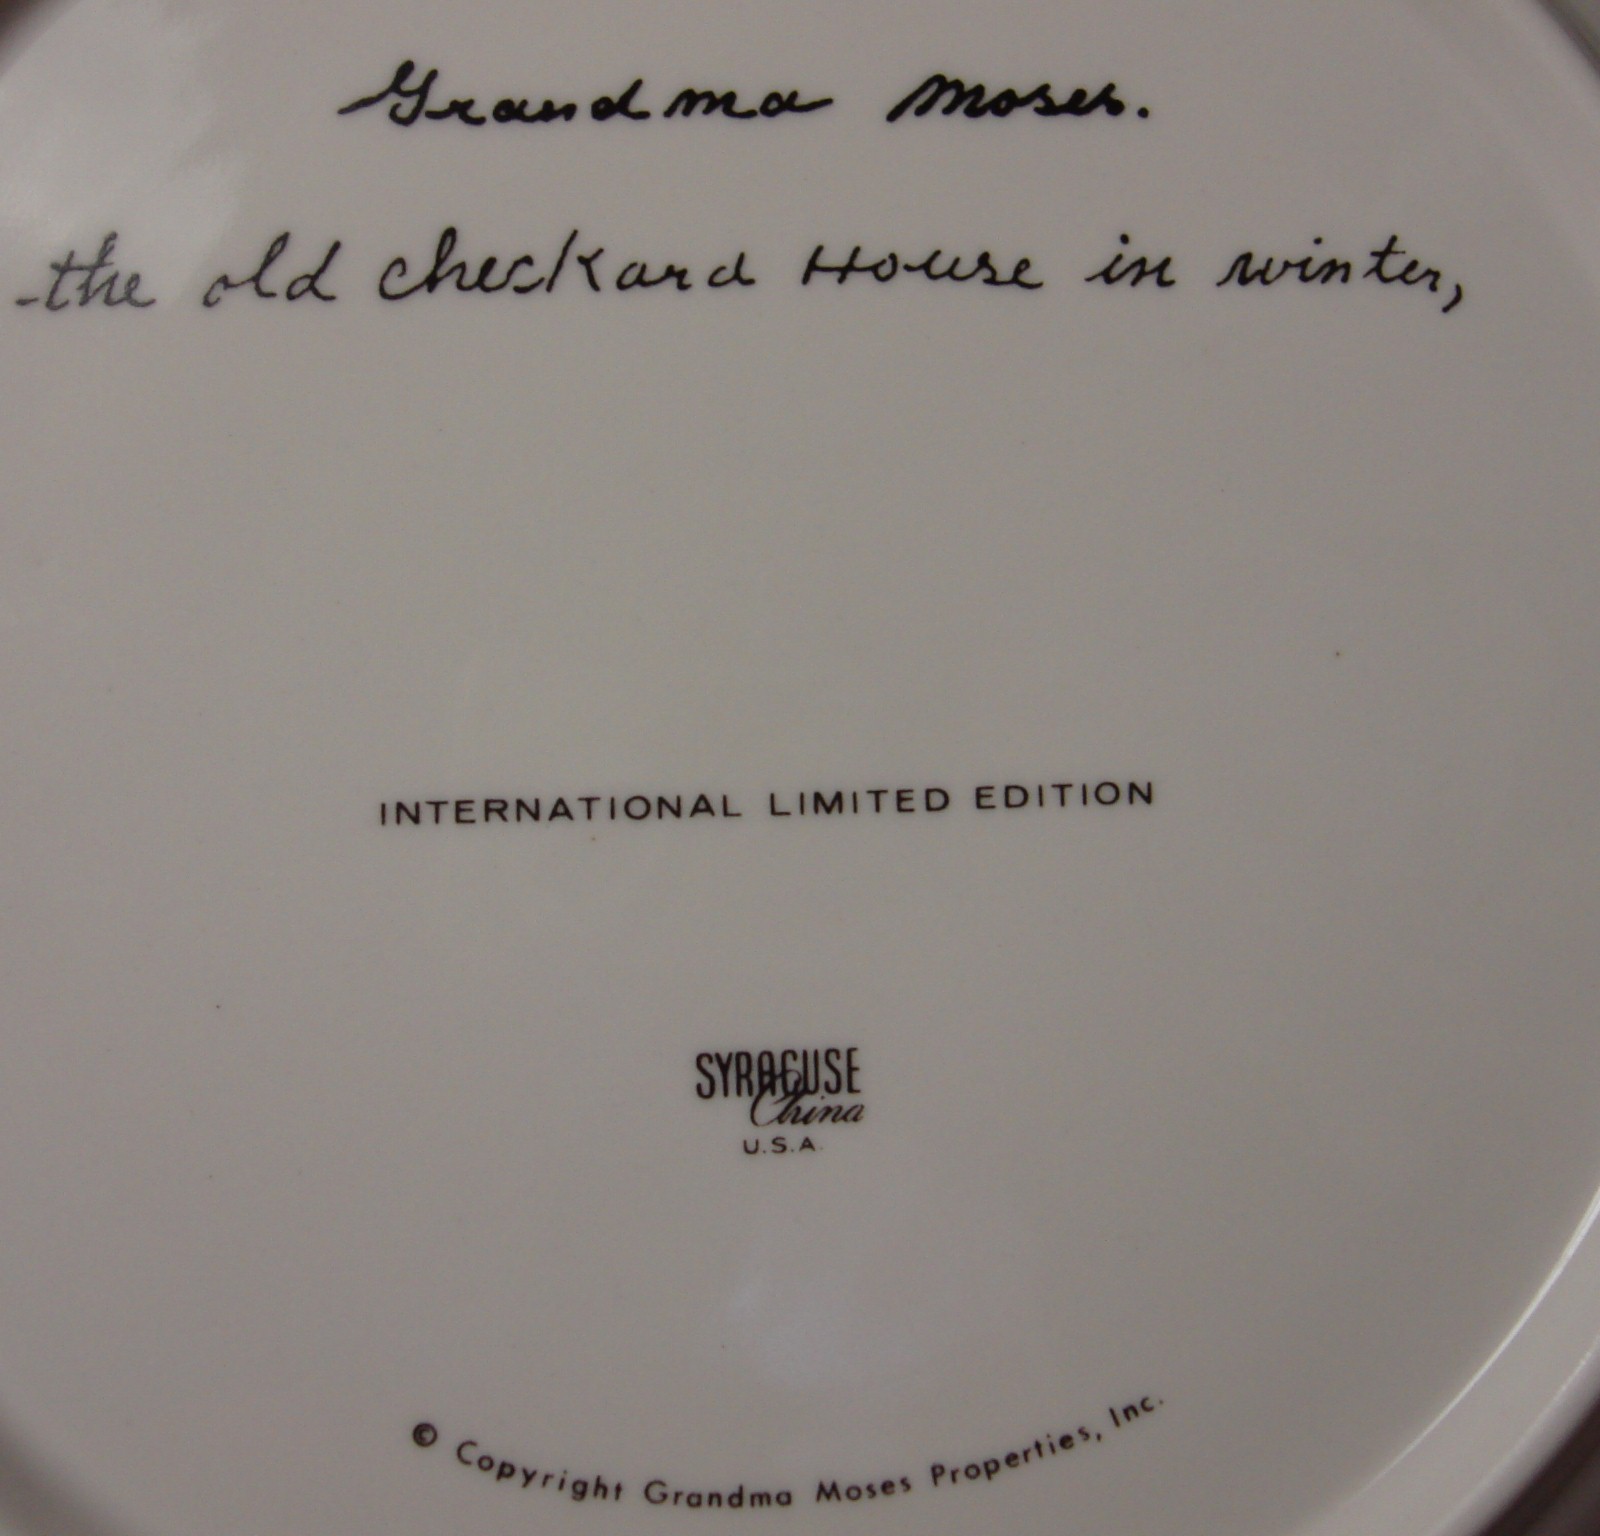 Grandma Moses.
the old checkard House in winter,
INTERNATIONAL LIMITED EDITION
SYRACUSE
China
U.S.A.
© Copyright Grandma Moses Properties, Inc.